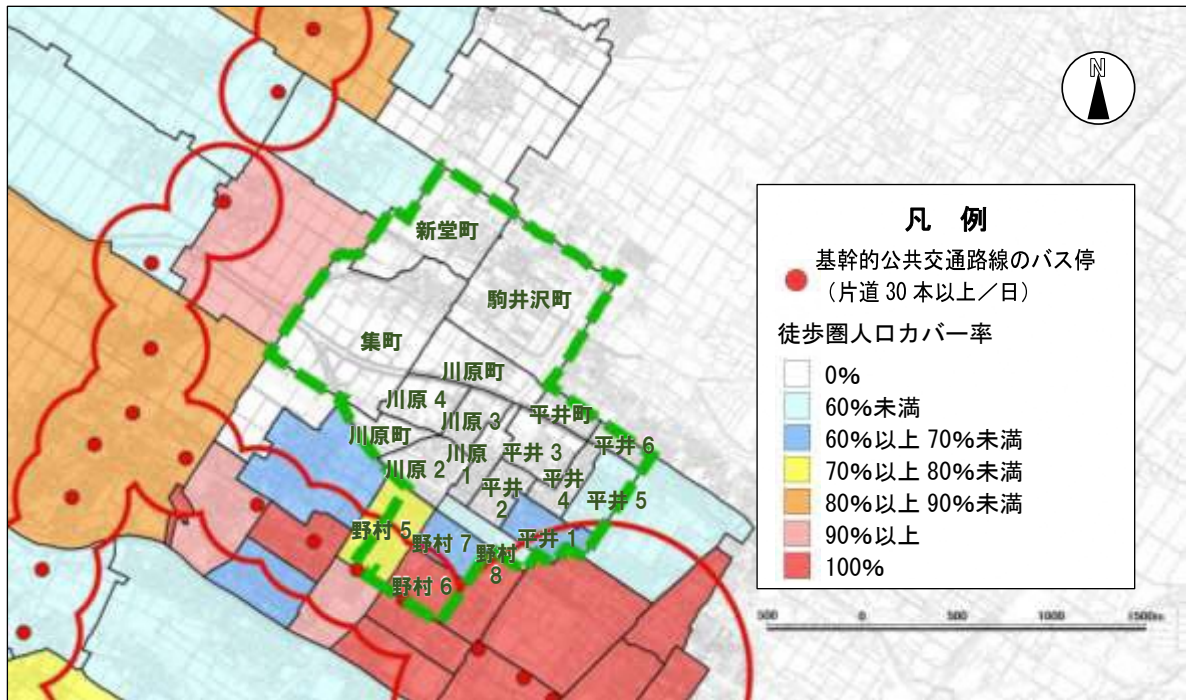 N
新堂町
駒井沢町
集町
川原町
川原 4
川原 3
平井町
川原町
平井 6
川原 2
川原
1
平井 3
平井
4
平井
2
平井 5
野村 5
野村 7
平井 1
野村
8
野村 6
凡 例
基幹的公共交通路線のバス停
(片道 30 本以上/日)
徒歩圏人口カバー率
0%
60%未満
60%以上 70%未満
70%以上 80%未満
80%以上 90%未満
90%以上
100%
500 0 500 1000 1500m